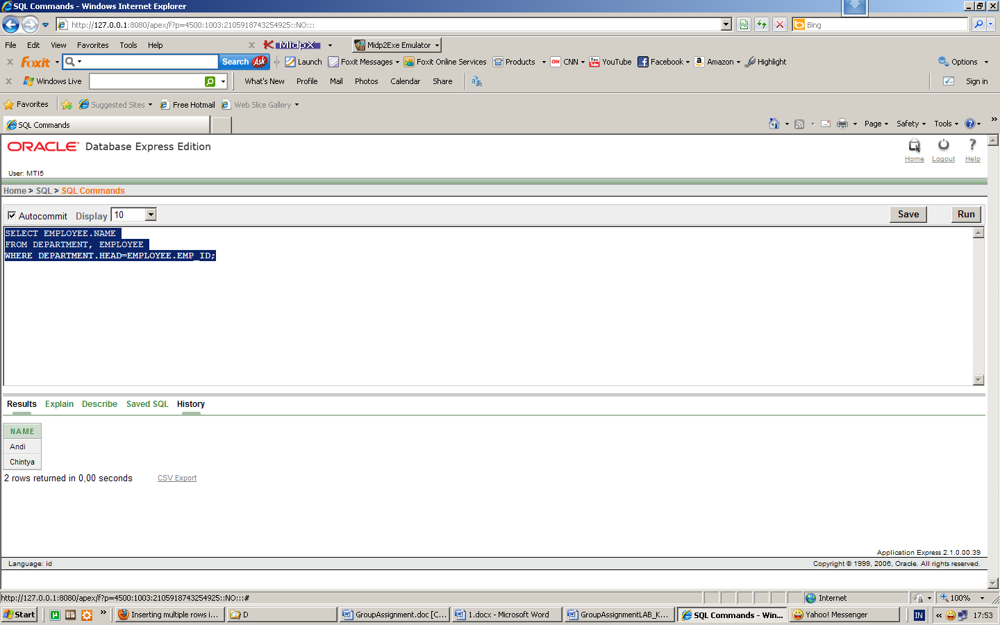 SQL Commands - Windows Internet Explorer
http://127.0.0.1:8080/apex/f?p=4500:1003:2105918743254925::NO:::
Bing
File Edit View Favorites Tools Help
MidpX
Midp2Exe Emulator
Foxit Search Ask Launch Foxit Messages Foxit Online Services Products CNN CNN You Tube YouTube Facebook Amazon Highlight Options
Windows Live What's New Profile Mail Photos Calendar Share Sign in
Favorites Suggested Sites Free Hotmail Web Slice Gallery
SQL Commands Page Safety Tools
ORACLE Database Express Edition
Home Logout Help
User: MTI5
Home > SQL > SQL Commands
Autocommit Display 10 Save Run
SELECT EMPLOYEE.NAME
FROM DEPARTMENT, EMPLOYEE
WHERE DEPARTMENT.HEAD=EMPLOYEE.EMP_ID;
Results Explain Describe Saved SQL History
NAME
Andi
Chintya
2 rows returned in 0,00 seconds CSV Export
Application Express 2.1.0.00.39
Language: id Copyright © 1999, 2006, Oracle. All rights reserved.
http://127.0.0.1:8080/apex/f?p=4500:1003:2105918743254925::NO:::# Internet 100%
Start Inserting multiple rows i... D GroupAssignment.doc [C... 1.docx - Microsoft Word GroupAssignmentLAB_K... SQL Commands - Win... Yahoo! Messenger IN 17:53